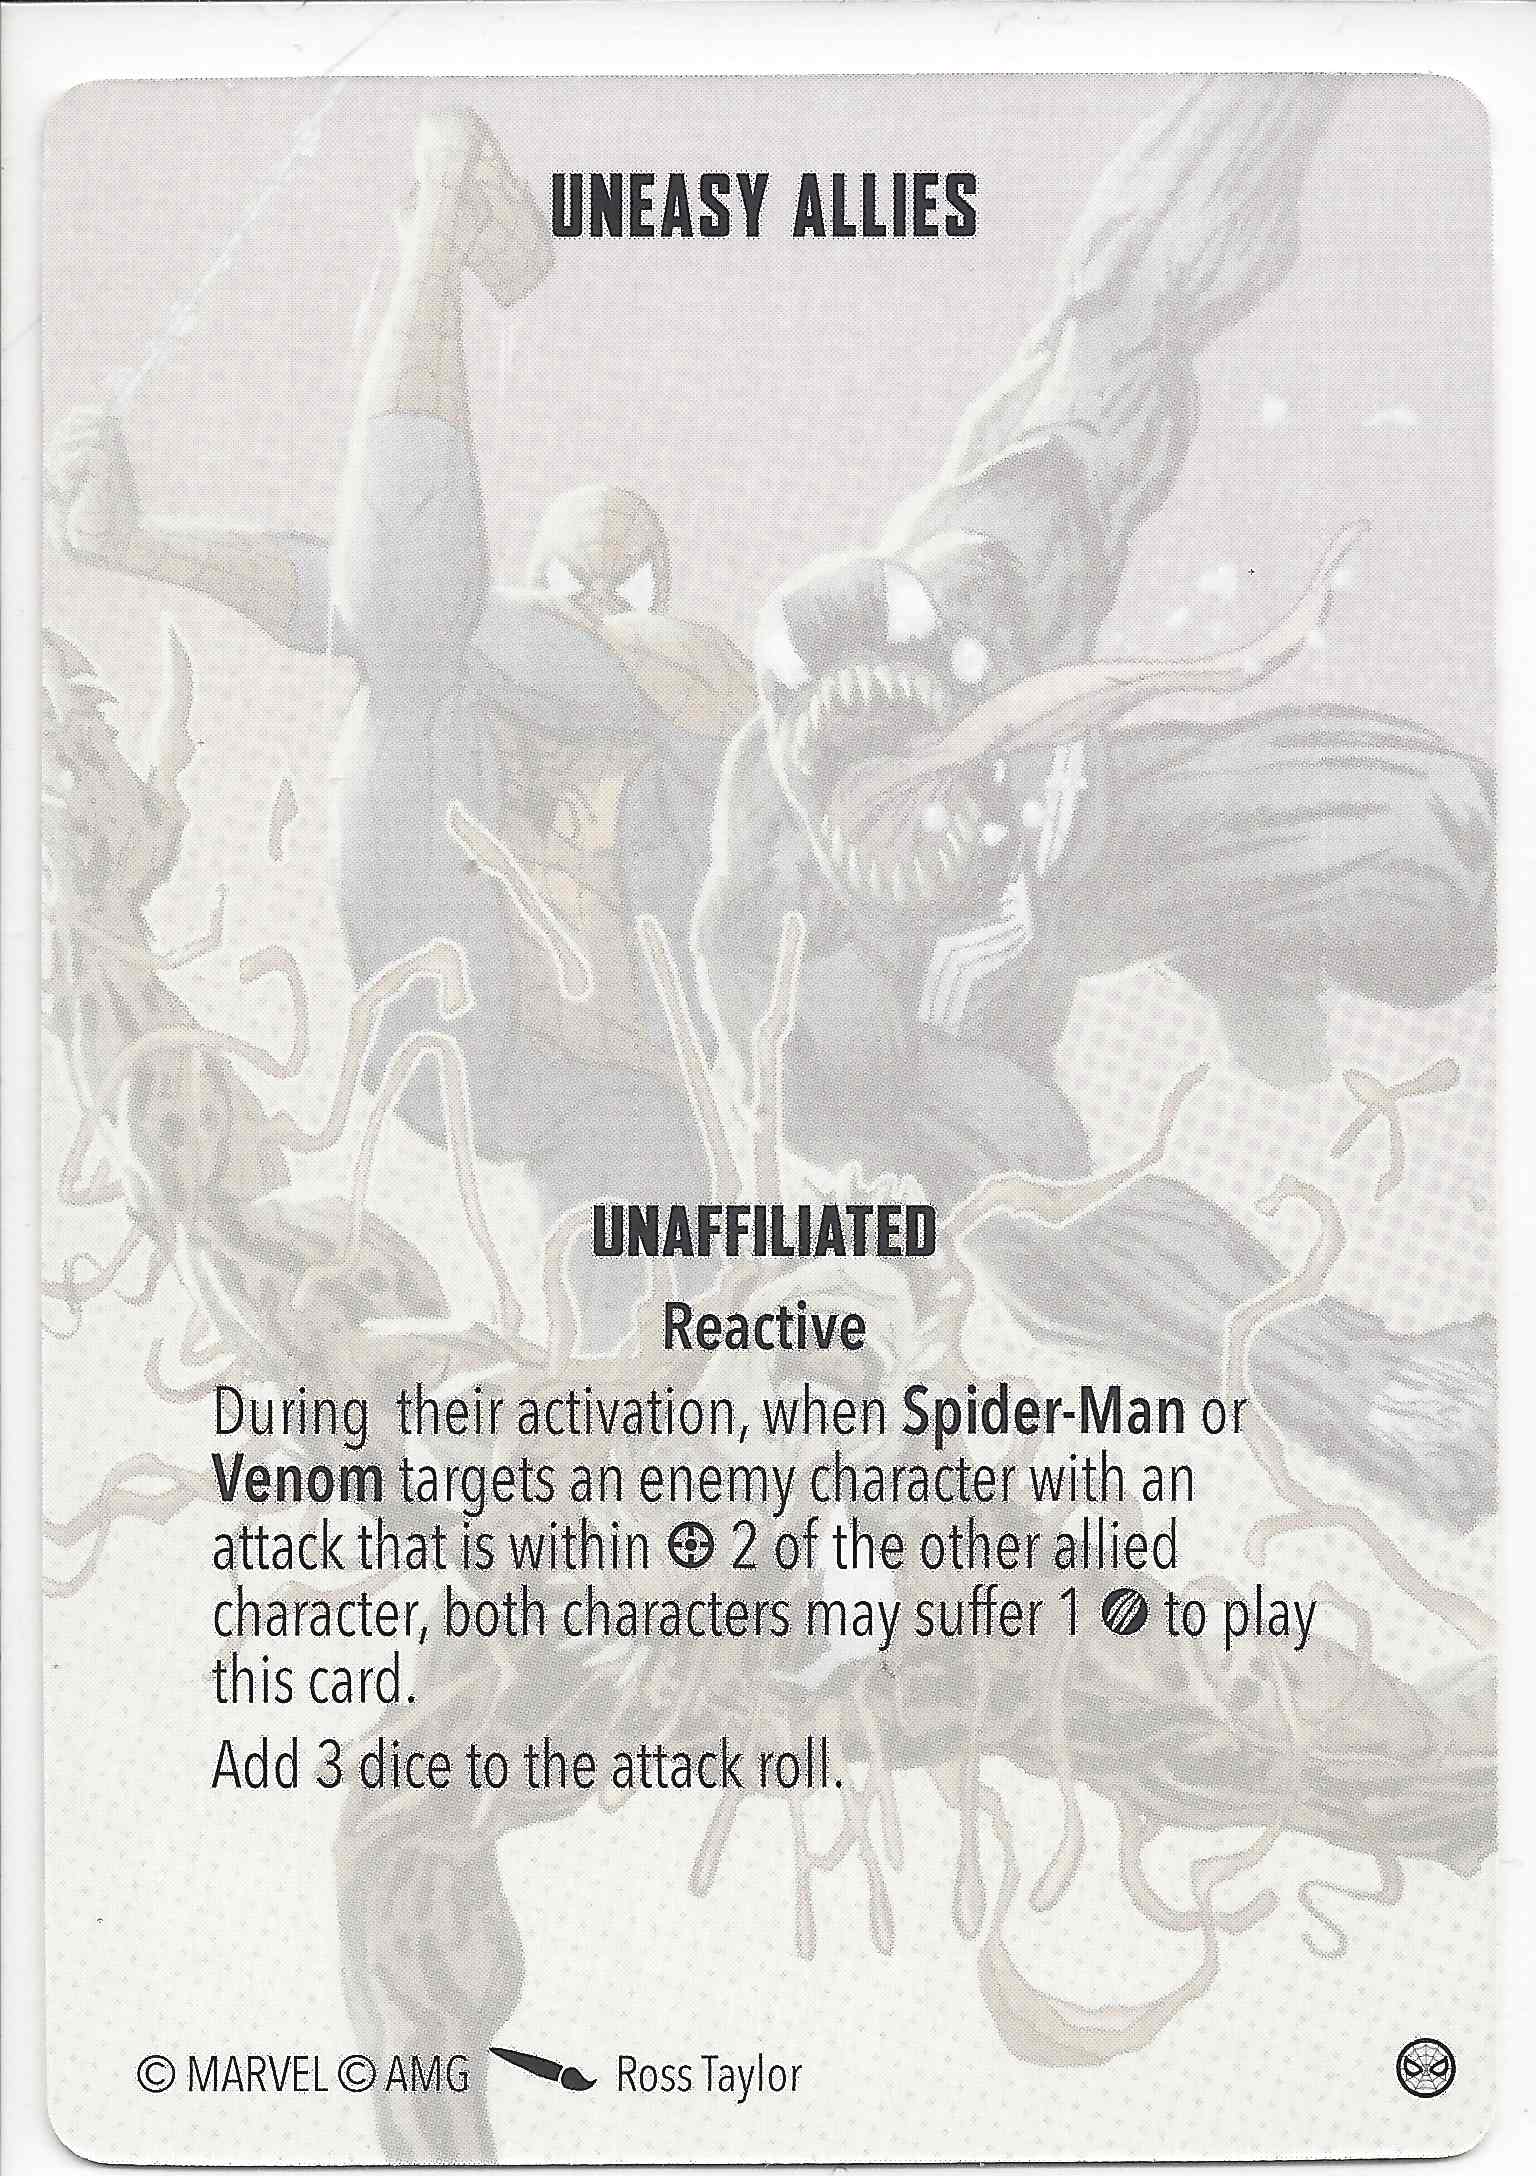 UNEASY ALLIES
UNAFFILIATED
Reactive
During their activation, when Spider-Man or
Venom targets an enemy character with an
attack that is within 2 of the other allied
character, both characters may suffer 1 to play
this card.
Add 3 dice to the attack roll.
© MARVEL © AMG Ross Taylor